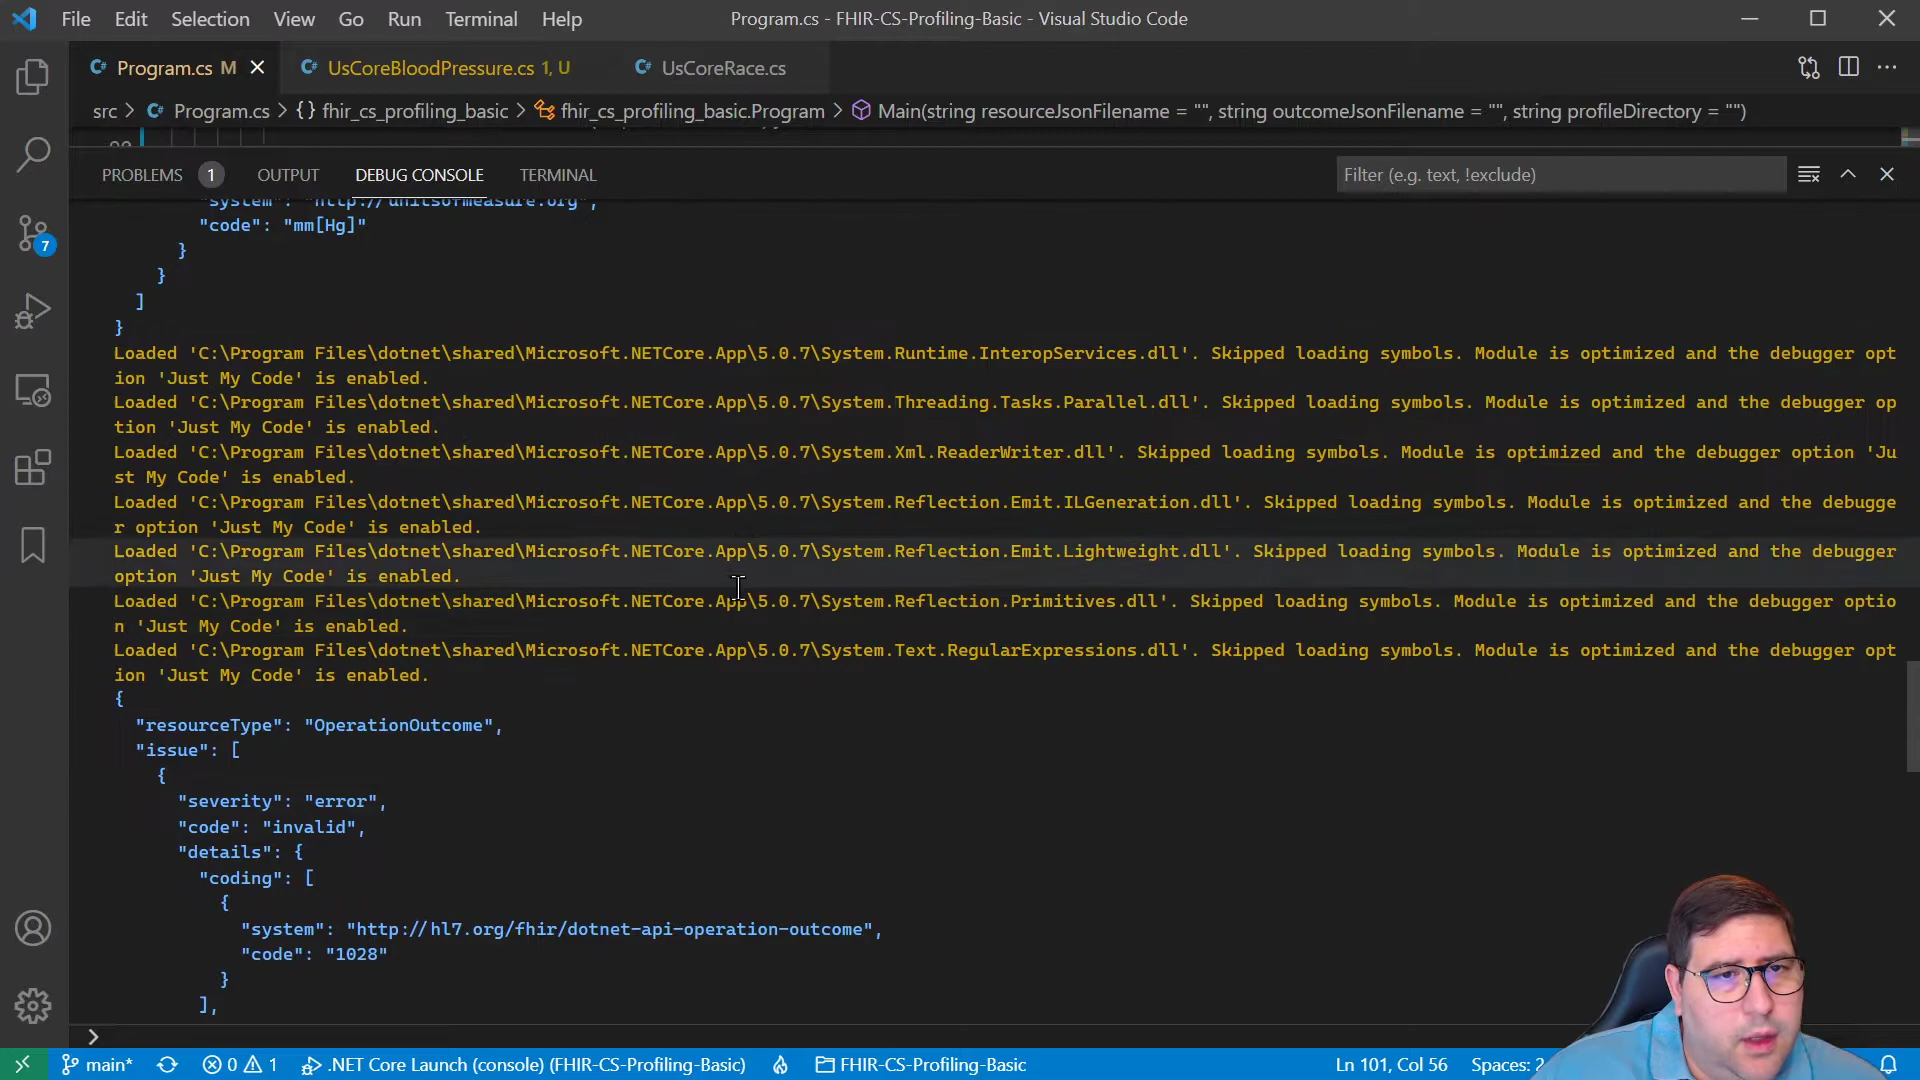 File Edit Selection View Go Run Terminal Help
Program.cs - FHIR-CS-Profiling-Basic - Visual Studio Code
Program.cs M
UsCoreBloodPressure.cs 1, U
UsCoreRace.cs
src > Program.cs > {} fhir_cs_profiling_basic > fhir_cs_profiling_basic.Program > Main(string resourceJsonFilename = "", string outcomeJsonFilename = "", string profileDirectory = "")
PROBLEMS 1 OUTPUT DEBUG CONSOLE TERMINAL
Filter (e.g. text, !exclude)
"system": "http://unitsofmeasure.org",
"code": "mm[Hg]"
}
}
]
}
Loaded 'C:\Program Files\dotnet\shared\Microsoft.NETCore.App\5.0.7\System.Runtime.InteropServices.dll'. Skipped loading symbols. Module is optimized and the debugger opt
ion 'Just My Code' is enabled.
Loaded 'C:\Program Files\dotnet\shared\Microsoft.NETCore.App\5.0.7\System.Threading.Tasks.Parallel.dll'. Skipped loading symbols. Module is optimized and the debugger op
tion 'Just My Code' is enabled.
Loaded 'C:\Program Files\dotnet\shared\Microsoft.NETCore.App\5.0.7\System.Xml.ReaderWriter.dll'. Skipped loading symbols. Module is optimized and the debugger option 'Ju
st My Code' is enabled.
Loaded 'C:\Program Files\dotnet\shared\Microsoft.NETCore.App\5.0.7\System.Reflection.Emit.ILGeneration.dll'. Skipped loading symbols. Module is optimized and the debugge
r option 'Just My Code' is enabled.
Loaded 'C:\Program Files\dotnet\shared\Microsoft.NETCore.App\5.0.7\System.Reflection.Emit.Lightweight.dll'. Skipped loading symbols. Module is optimized and the debugger
option 'Just My Code' is enabled.
Loaded 'C:\Program Files\dotnet\shared\Microsoft.NETCore.App\5.0.7\System.Reflection.Primitives.dll'. Skipped loading symbols. Module is optimized and the debugger optio
n 'Just My Code' is enabled.
Loaded 'C:\Program Files\dotnet\shared\Microsoft.NETCore.App\5.0.7\System.Text.RegularExpressions.dll'. Skipped loading symbols. Module is optimized and the debugger opt
ion 'Just My Code' is enabled.
{
"resourceType": "OperationOutcome",
"issue": [
{
"severity": "error",
"code": "invalid",
"details": {
"coding": [
{
"system": "http://hl7.org/fhir/dotnet-api-operation-outcome",
"code": "1028"
}
],
>
7
main* 0 1 .NET Core Launch (console) (FHIR-CS-Profiling-Basic) FHIR-CS-Profiling-Basic Ln 101, Col 56 Spaces: